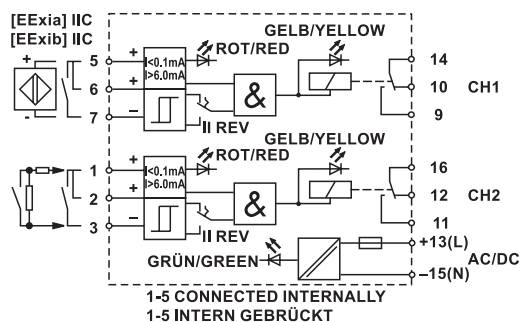 [EExia] IIC
[EExib] IIC
GELB/YELLOW
+
5
+
I<0.1mA
I>6.0mA
ROT/RED
14
6
+
&
10
CH1
-
7
–
II REV
9
GELB/YELLOW
1
+
I<0.1mA
I>6.0mA
ROT/RED
16
2
+
&
12
CH2
3
–
II REV
11
GRÜN/GREEN
+13(L)
AC/DC
–15(N)
1-5 CONNECTED INTERNALLY
1-5 INTERN GEBRÜCKT